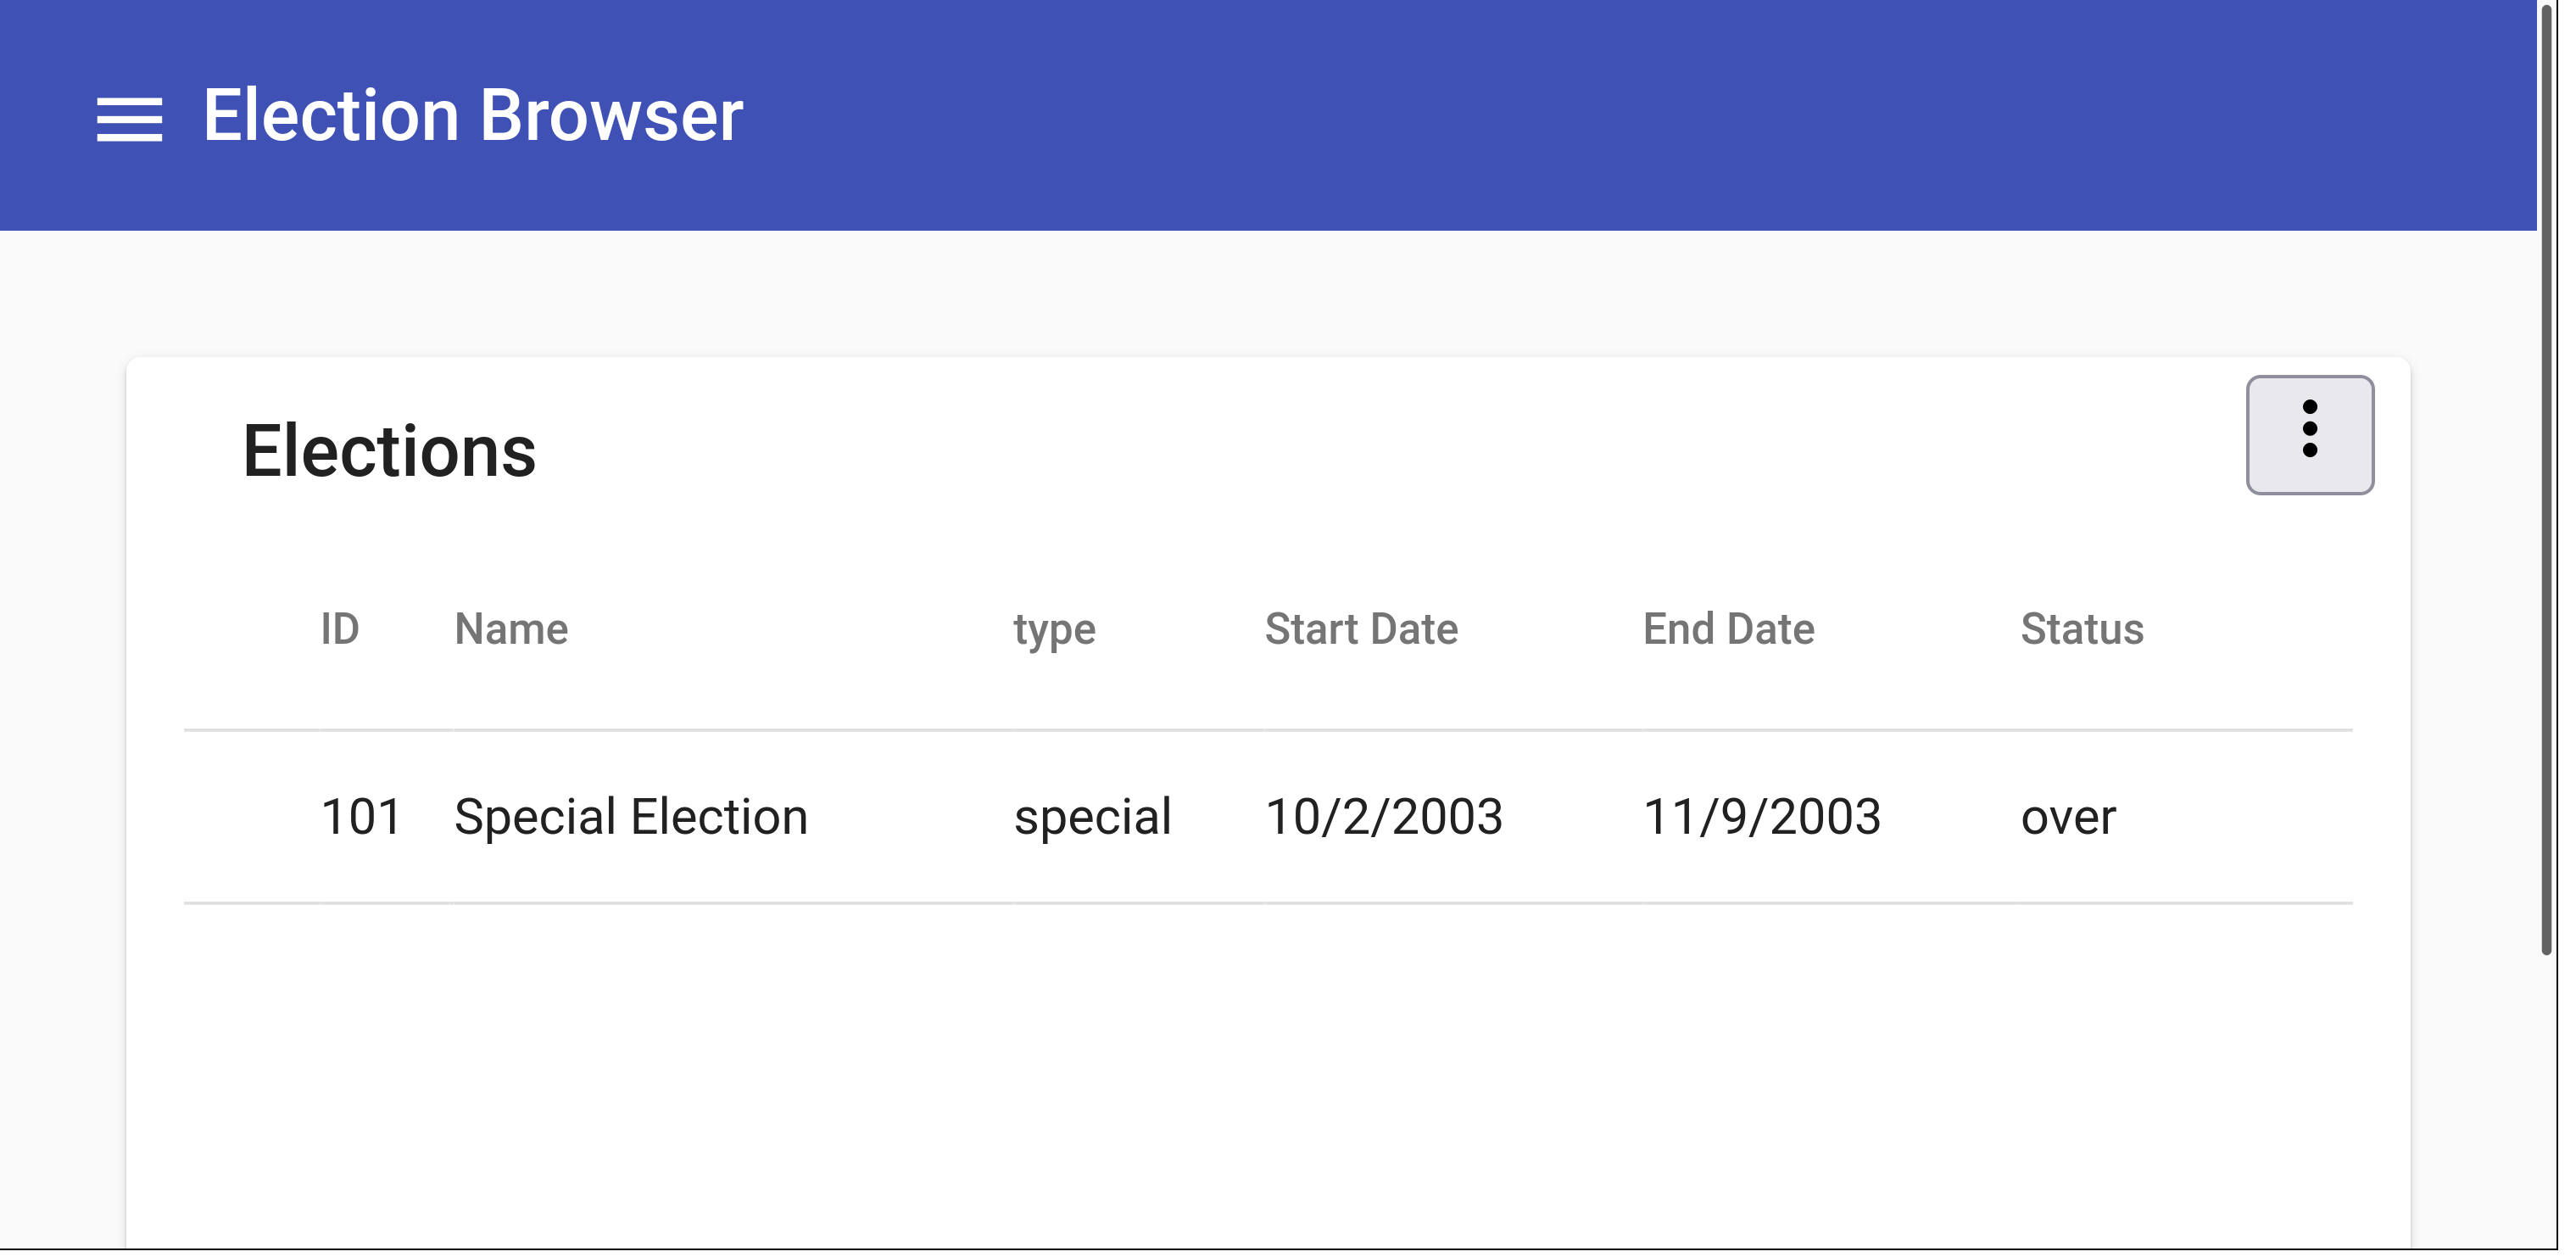 Election Browser
Elections
ID Name type Start Date End Date Status
101 Special Election special 10/2/2003 11/9/2003 over